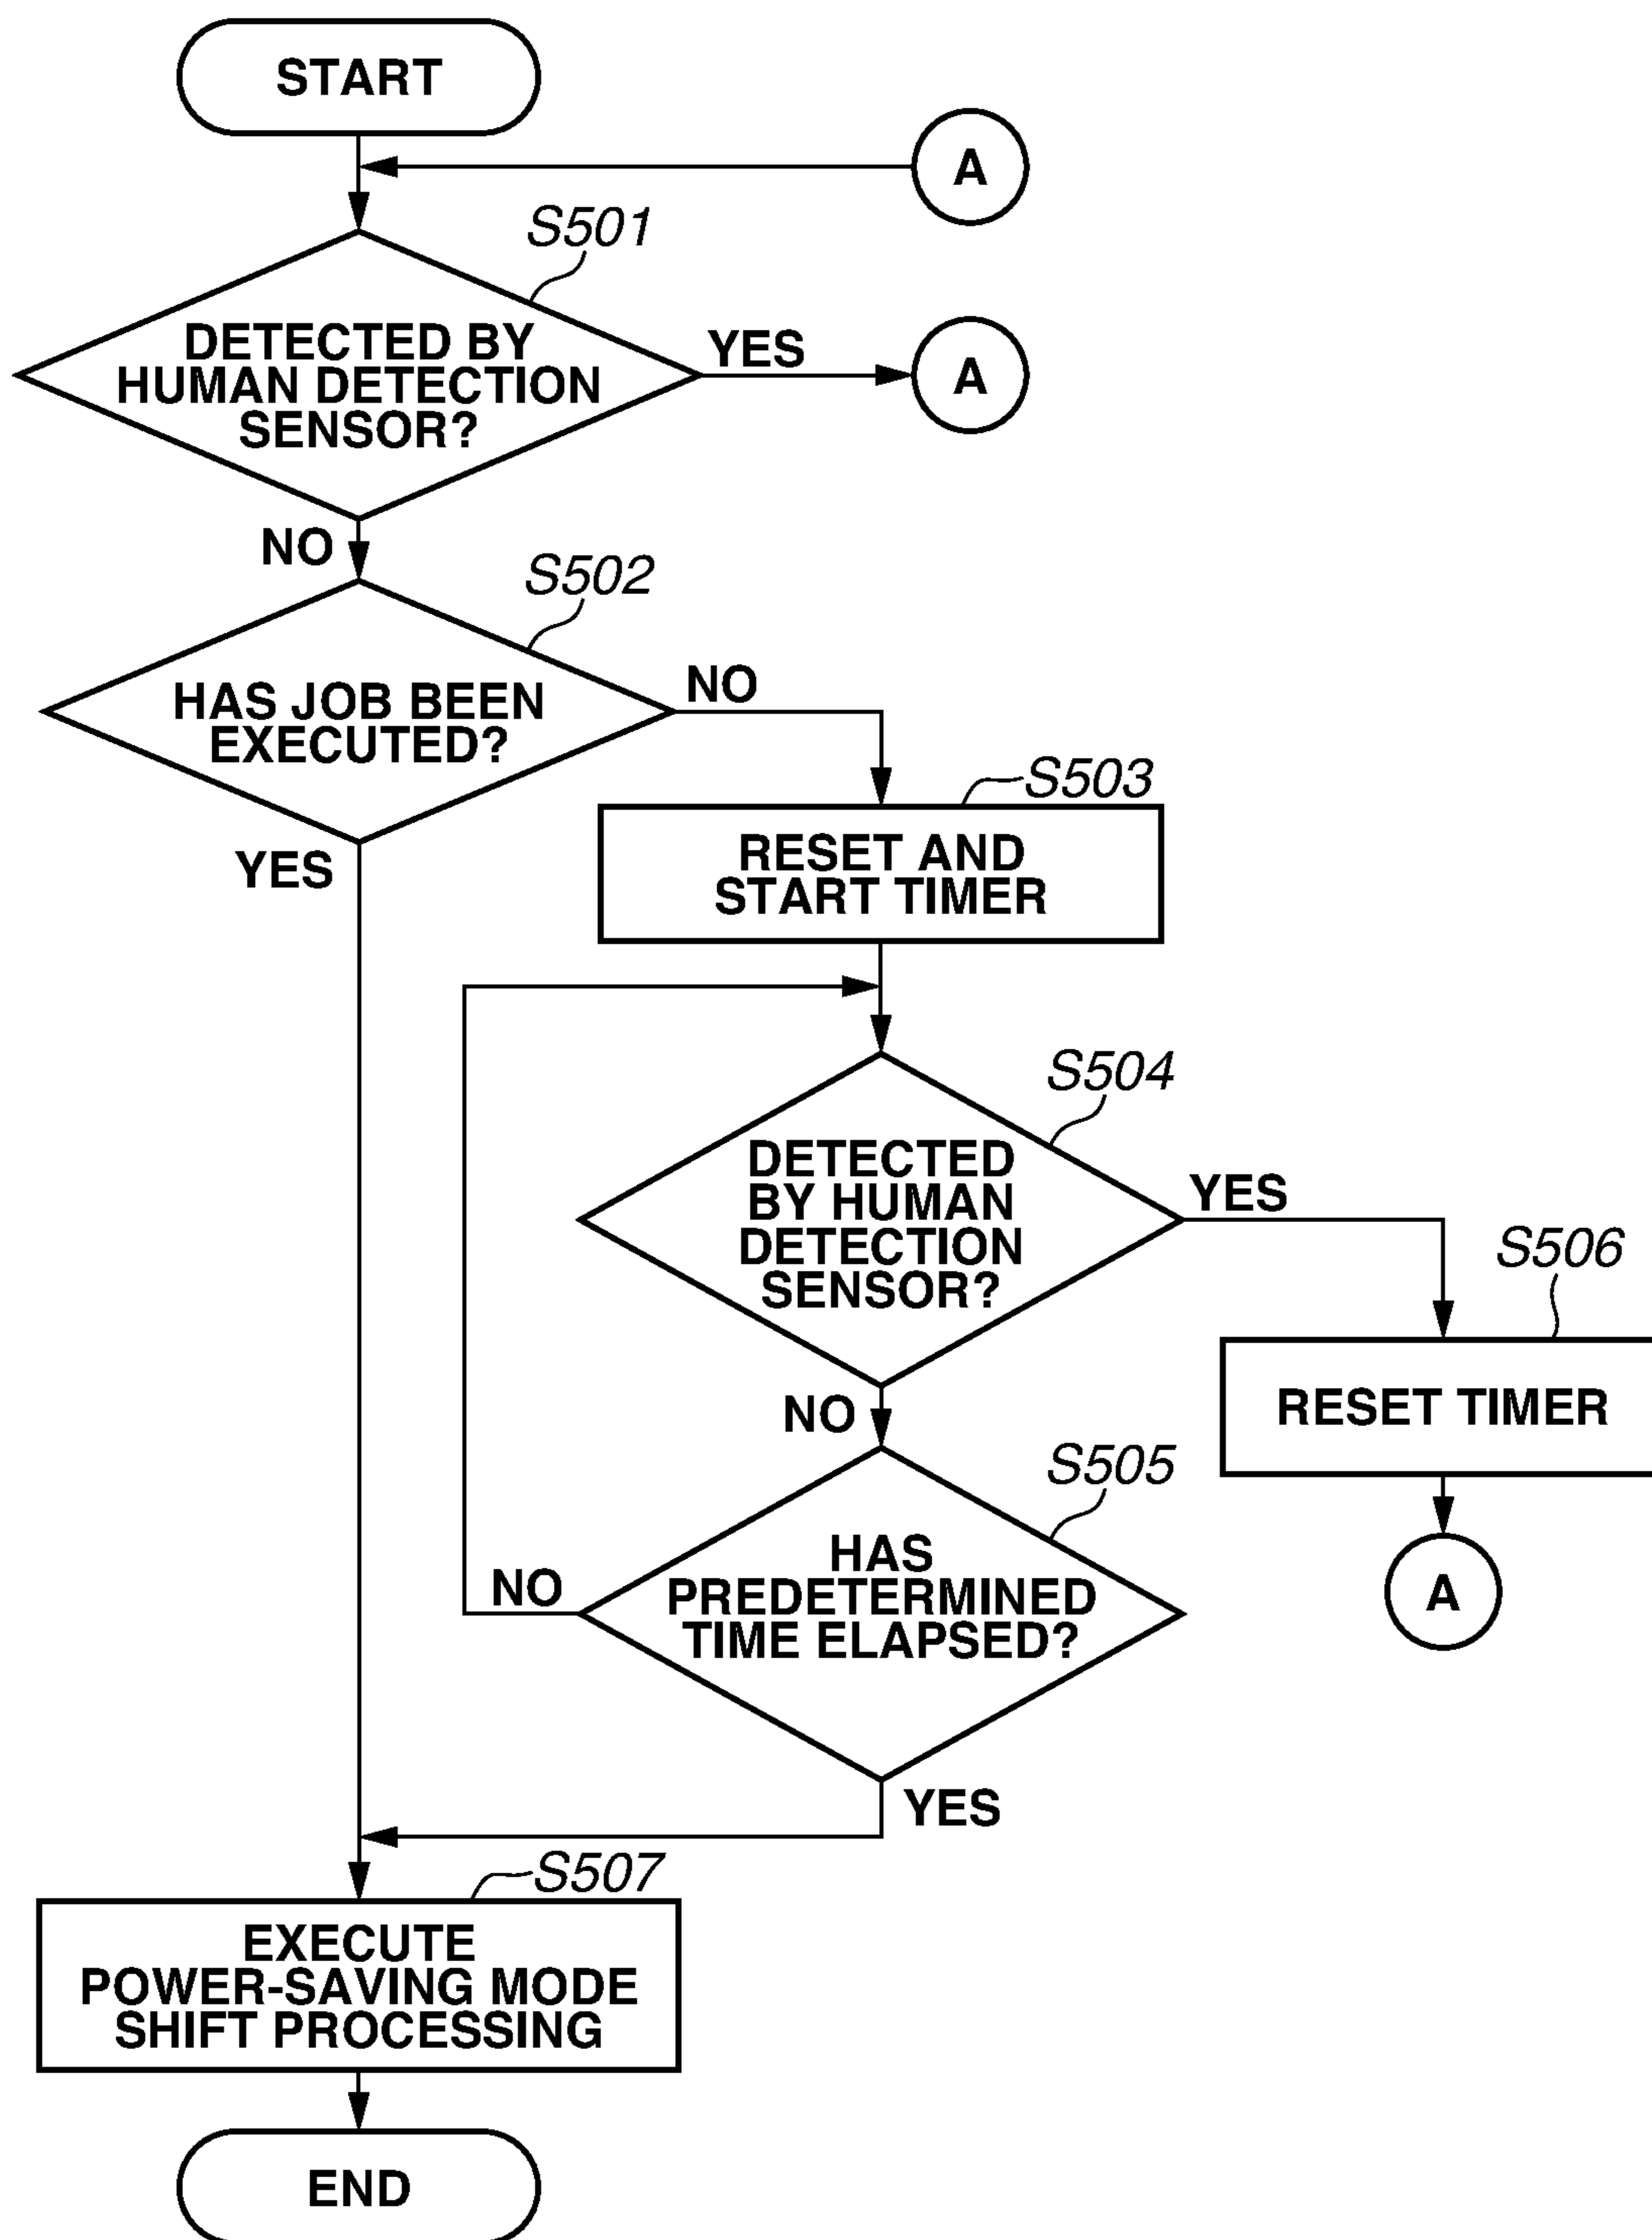 START
A
S501
DETECTED BY
HUMAN DETECTION
SENSOR?
YES
A
NO
S502
HAS JOB BEEN
EXECUTED?
NO
YES
S503
RESET AND
START TIMER
S504
DETECTED
BY HUMAN
DETECTION
SENSOR?
YES
S506
RESET TIMER
A
NO
S505
HAS
PREDETERMINED
TIME ELAPSED?
NO
YES
S507
EXECUTE
POWER-SAVING MODE
SHIFT PROCESSING
END